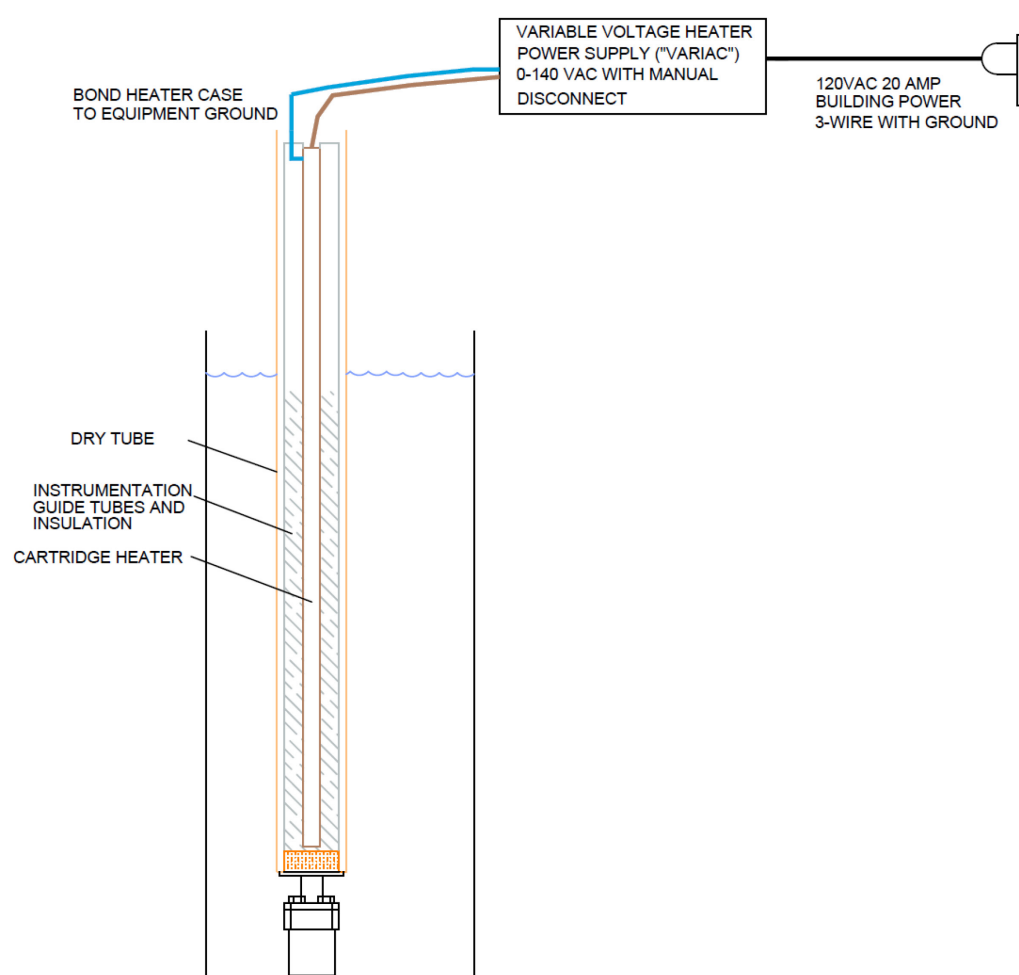 VARIABLE VOLTAGE HEATER
POWER SUPPLY ("VARIAC")
0-140 VAC WITH MANUAL
DISCONNECT
120VAC 20 AMP
BUILDING POWER
3-WIRE WITH GROUND
BOND HEATER CASE
TO EQUIPMENT GROUND
DRY TUBE
INSTRUMENTATION
GUIDE TUBES AND
INSULATION
CARTRIDGE HEATER